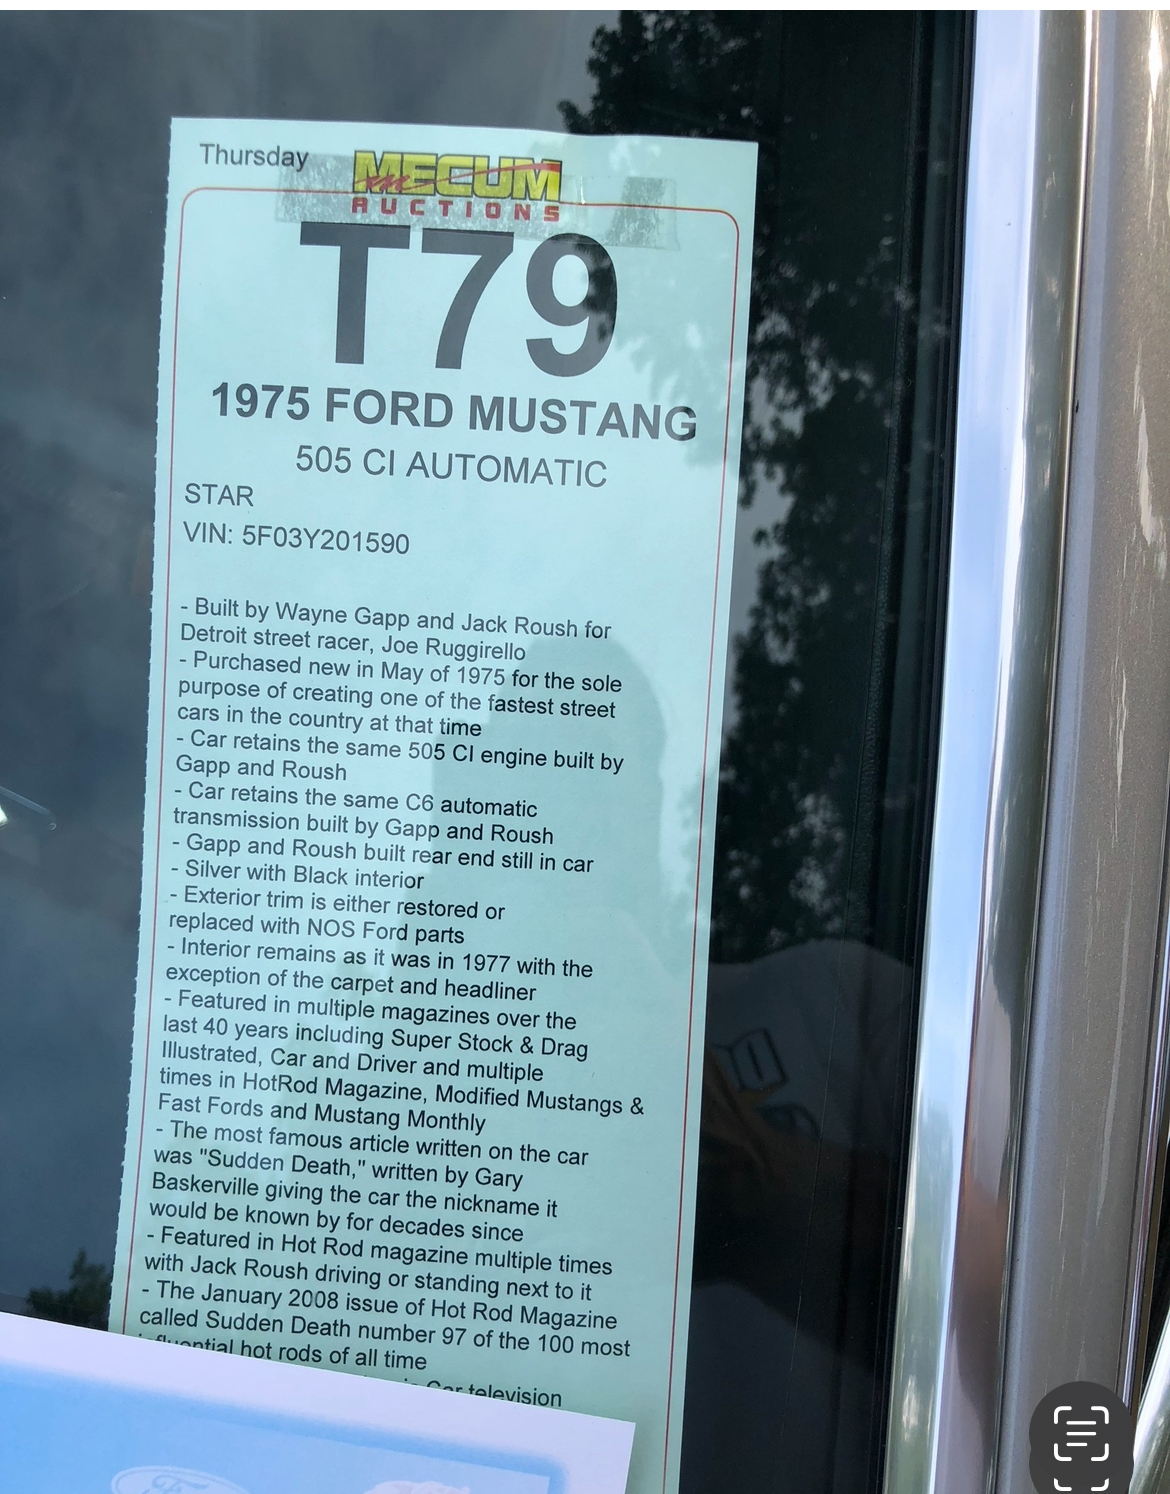 Thursday
MECUM
AUCTIONS
T79
1975 FORD MUSTANG
505 CI AUTOMATIC
STAR
VIN: 5F03Y201590
- Built by Wayne Gapp and Jack Roush for
Detroit street racer, Joe Ruggirello
- Purchased new in May of 1975 for the sole
purpose of creating one of the fastest street
cars in the country at that time
- Car retains the same 505 CI engine built by
Gapp and Roush
- Car retains the same C6 automatic
transmission built by Gapp and Roush
- Gapp and Roush built rear end still in car
- Silver with Black interior
- Exterior trim is either restored or
replaced with NOS Ford parts
- Interior remains as it was in 1977 with the
exception of the carpet and headliner
- Featured in multiple magazines over the
last 40 years including Super Stock & Drag
Illustrated, Car and Driver and multiple
times in HotRod Magazine, Modified Mustangs &
Fast Fords and Mustang Monthly
- The most famous article written on the car
was "Sudden Death," written by Gary
Baskerville giving the car the nickname it
would be known by for decades since
- Featured in Hot Rod magazine multiple times
with Jack Roush driving or standing next to it
- The January 2008 issue of Hot Rod Magazine
called Sudden Death number 97 of the 100 most
influential hot rods of all time
Car television